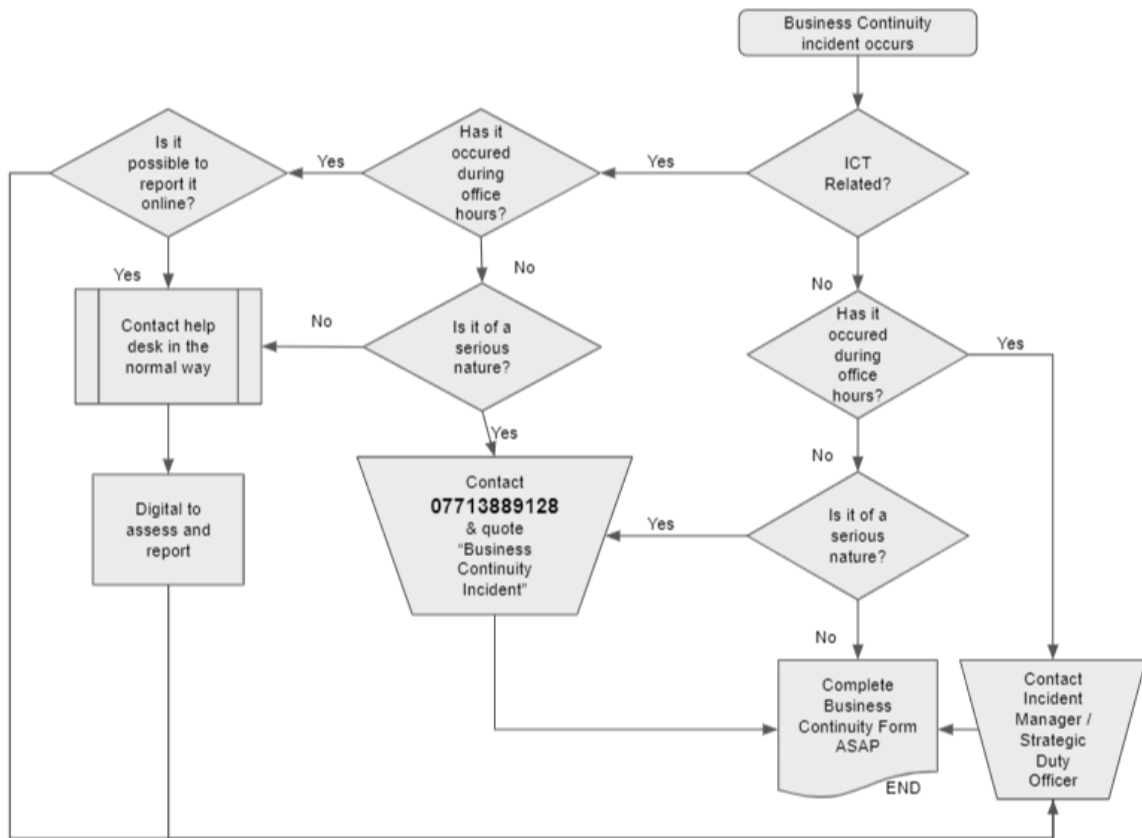 Business Continuity
incident occurs
ICT
Related?
Yes
Has it
occured
during
office
hours?
Yes
Is it
possible to
report it
online?
Yes
Contact help
desk in the
normal way
Digital to
assess and
report
No
Is it of a
serious
nature?
No
Yes
Contact
07713889128
& quote
“Business
Continuity
Incident”
No
Has it
occured
during
office
hours?
Yes
No
Is it of a
serious
nature?
Yes
No
Complete
Business
Continuity Form
ASAP
END
Contact
Incident
Manager /
Strategic
Duty
Officer